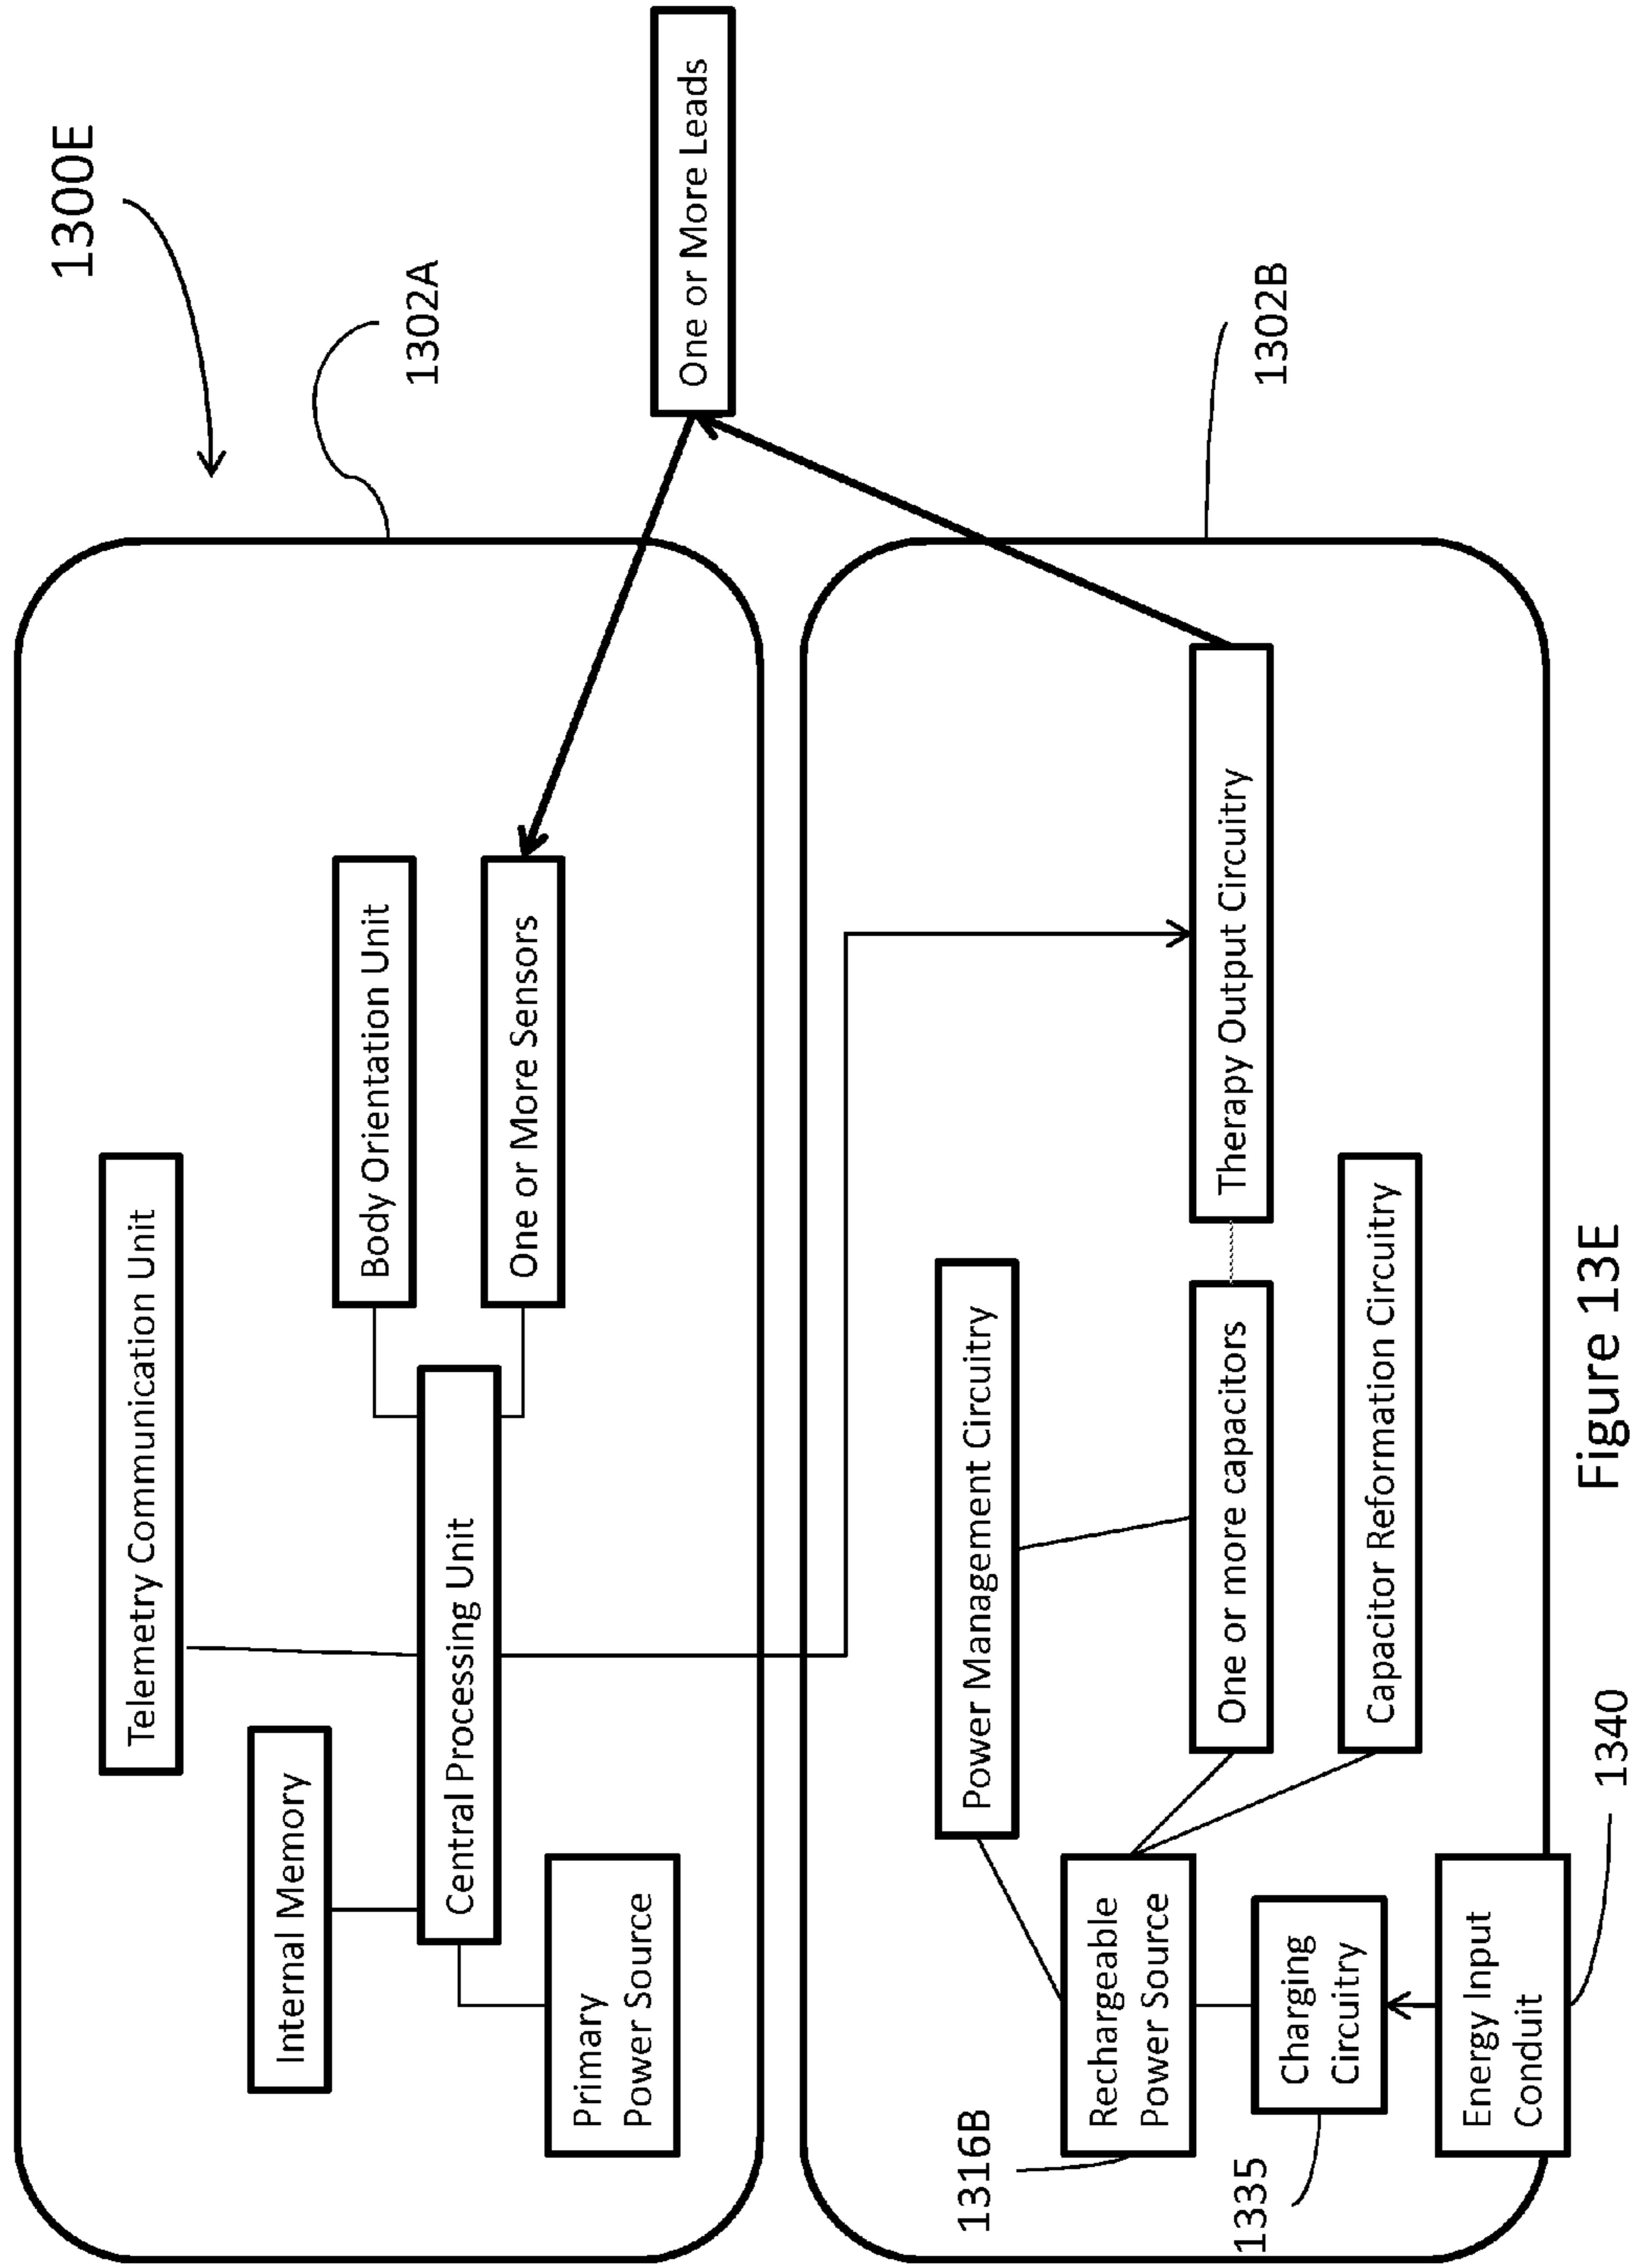 1300E
1302A
Telemetry Communication Unit
Internal Memory
Body Orientation Unit
Central Processing Unit
One or More Sensors
Primary
Power Source
One or More Leads
1302B
Power Management Circuitry
1316B
Rechargeable
Power Source
One or more capacitors
Therapy Output Circuitry
1335
Charging
Circuitry
Capacitor Reformation Circuitry
Energy Input
Conduit
1340
Figure 13E